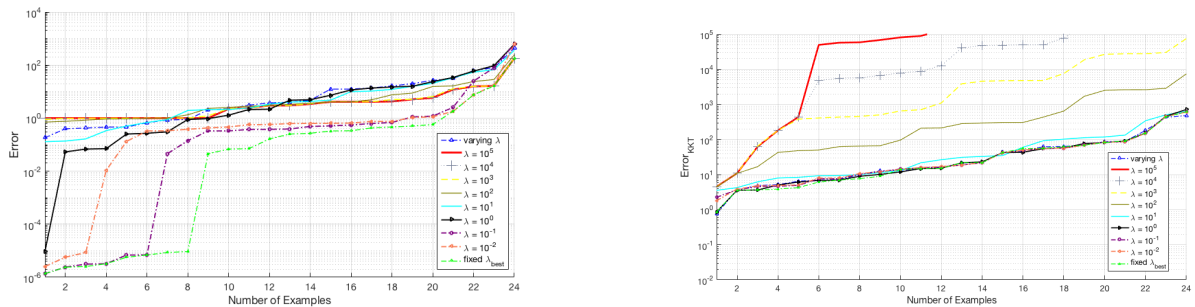 10^4
10^2
10^0
10^-2
10^-4
10^-6
Error
2 4 6 8 10 12 14 16 18 20 22 24
Number of Examples
varying λ
λ = 10^5
λ = 10^4
λ = 10^3
λ = 10^2
λ = 10^1
λ = 10^0
λ = 10^-1
λ = 10^-2
fixed λ_best
10^5
10^4
10^3
10^2
10^1
10^0
10^-1
10^-2
Error_KKT
2 4 6 8 10 12 14 16 18 20 22 24
Number of Examples
varying λ
λ = 10^5
λ = 10^4
λ = 10^3
λ = 10^2
λ = 10^1
λ = 10^0
λ = 10^-1
λ = 10^-2
fixed λ_best